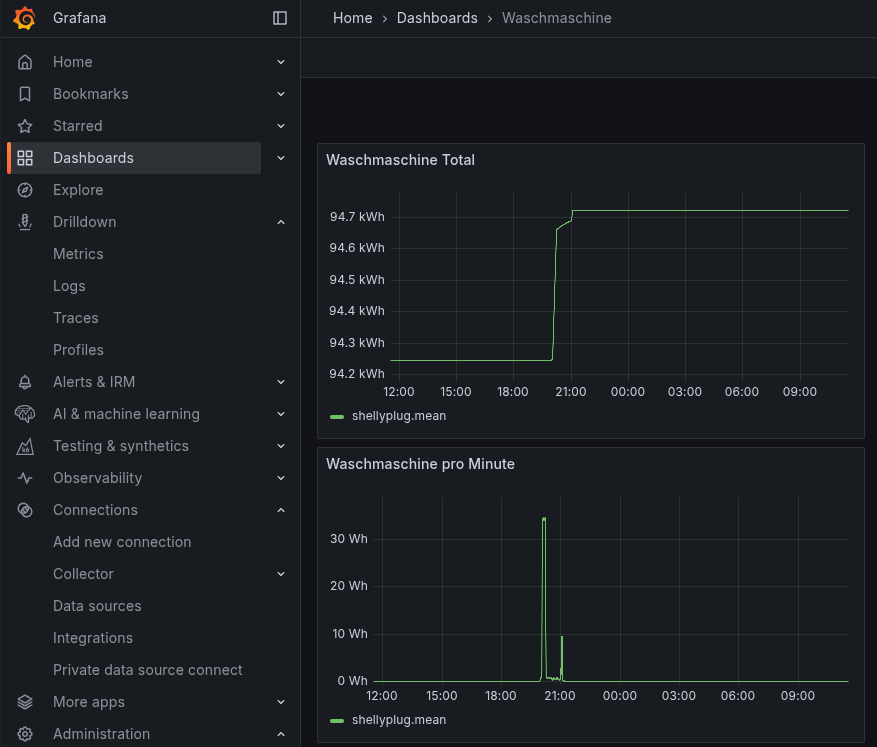 Grafana
Home › Dashboards › Waschmaschine
Home
Bookmarks
Starred
Dashboards
Explore
Drilldown
Metrics
Logs
Traces
Profiles
Alerts & IRM
AI & machine learning
Testing & synthetics
Observability
Connections
Add new connection
Collector
Data sources
Integrations
Private data source connect
More apps
Administration
Waschmaschine Total
94.7 kWh
94.6 kWh
94.5 kWh
94.4 kWh
94.3 kWh
94.2 kWh
12:00 15:00 18:00 21:00 00:00 03:00 06:00 09:00
shellyplug.mean
Waschmaschine pro Minute
30 Wh
20 Wh
10 Wh
0 Wh
12:00 15:00 18:00 21:00 00:00 03:00 06:00 09:00
shellyplug.mean